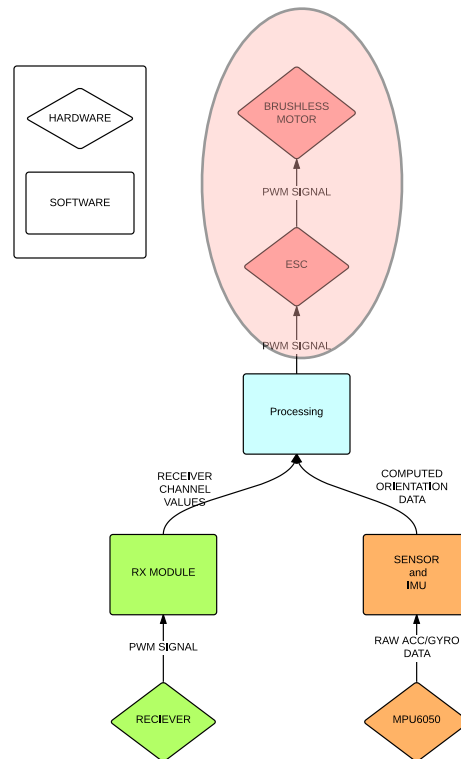 HARDWARE
SOFTWARE
BRUSHLESS
MOTOR
PWM SIGNAL
ESC
PWM SIGNAL
Processing
RECEIVER
CHANNEL
VALUES
COMPUTED
ORIENTATION
DATA
RX MODULE
SENSOR
and
IMU
PWM SIGNAL
RAW ACC/GYRO
DATA
RECIEVER
MPU6050